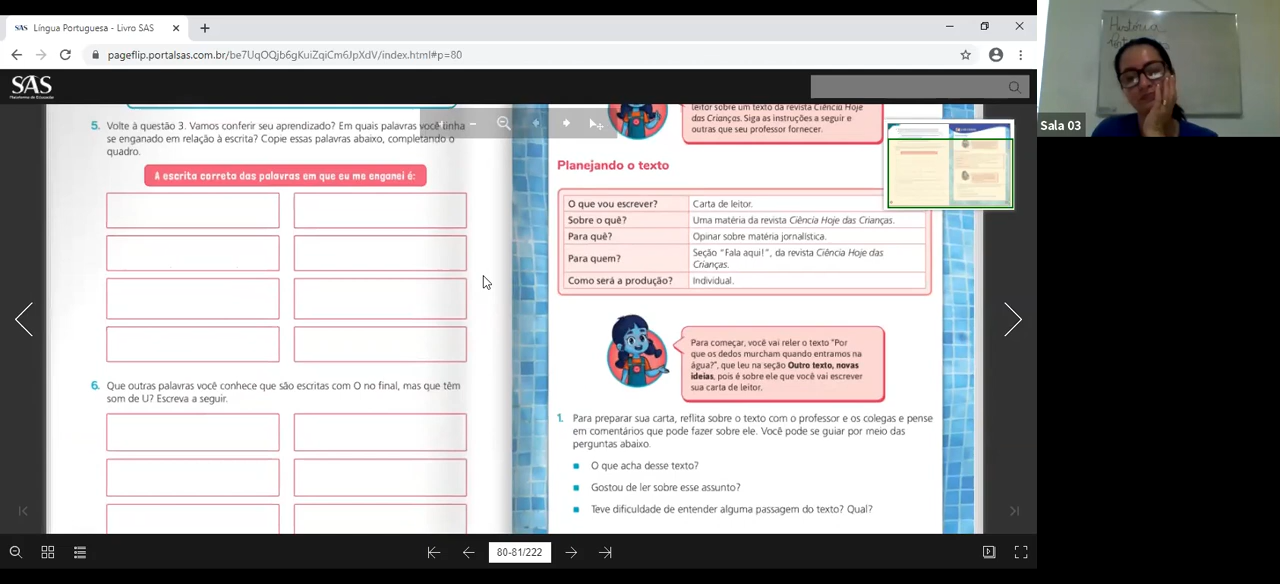 SAS Língua Portuguesa - Livro SAS
pageflip.portalsas.com.br/be7UqOQjb6gKuiZqiCm6JpXdV/index.html#p=80
SAS
Plataforma de Educação
5. Volte à questão 3. Vamos conferir seu aprendizado? Em quais palavras você tinha
se enganado em relação à escrita? Copie essas palavras abaixo, completando o
quadro.
A escrita correta das palavras em que eu me enganei é:
6. Que outras palavras você conhece que são escritas com O no final, mas que têm
som de U? Escreva a seguir.
leitor sobre um texto da revista Ciência Hoje
das Crianças. Siga as instruções a seguir e
outras que seu professor fornecer.
Planejando o texto
O que vou escrever? Carta de leitor.
Sobre o quê? Uma matéria da revista Ciência Hoje das Crianças.
Para quê? Opinar sobre matéria jornalística.
Para quem? Seção “Fala aqui!”, da revista Ciência Hoje das
Crianças.
Como será a produção? Individual.
Para começar, você vai reler o texto “Por
que os dedos murcham quando entramos na
água?”, que leu na seção Outro texto, novas
ideias, pois é sobre ele que você vai escrever
sua carta de leitor.
1. Para preparar sua carta, reflita sobre o texto com o professor e os colegas e pense
em comentários que pode fazer sobre ele. Você pode se guiar por meio das
perguntas abaixo.
O que acha desse texto?
Gostou de ler sobre esse assunto?
Teve dificuldade de entender alguma passagem do texto? Qual?
80-81/222
História
Sala 03